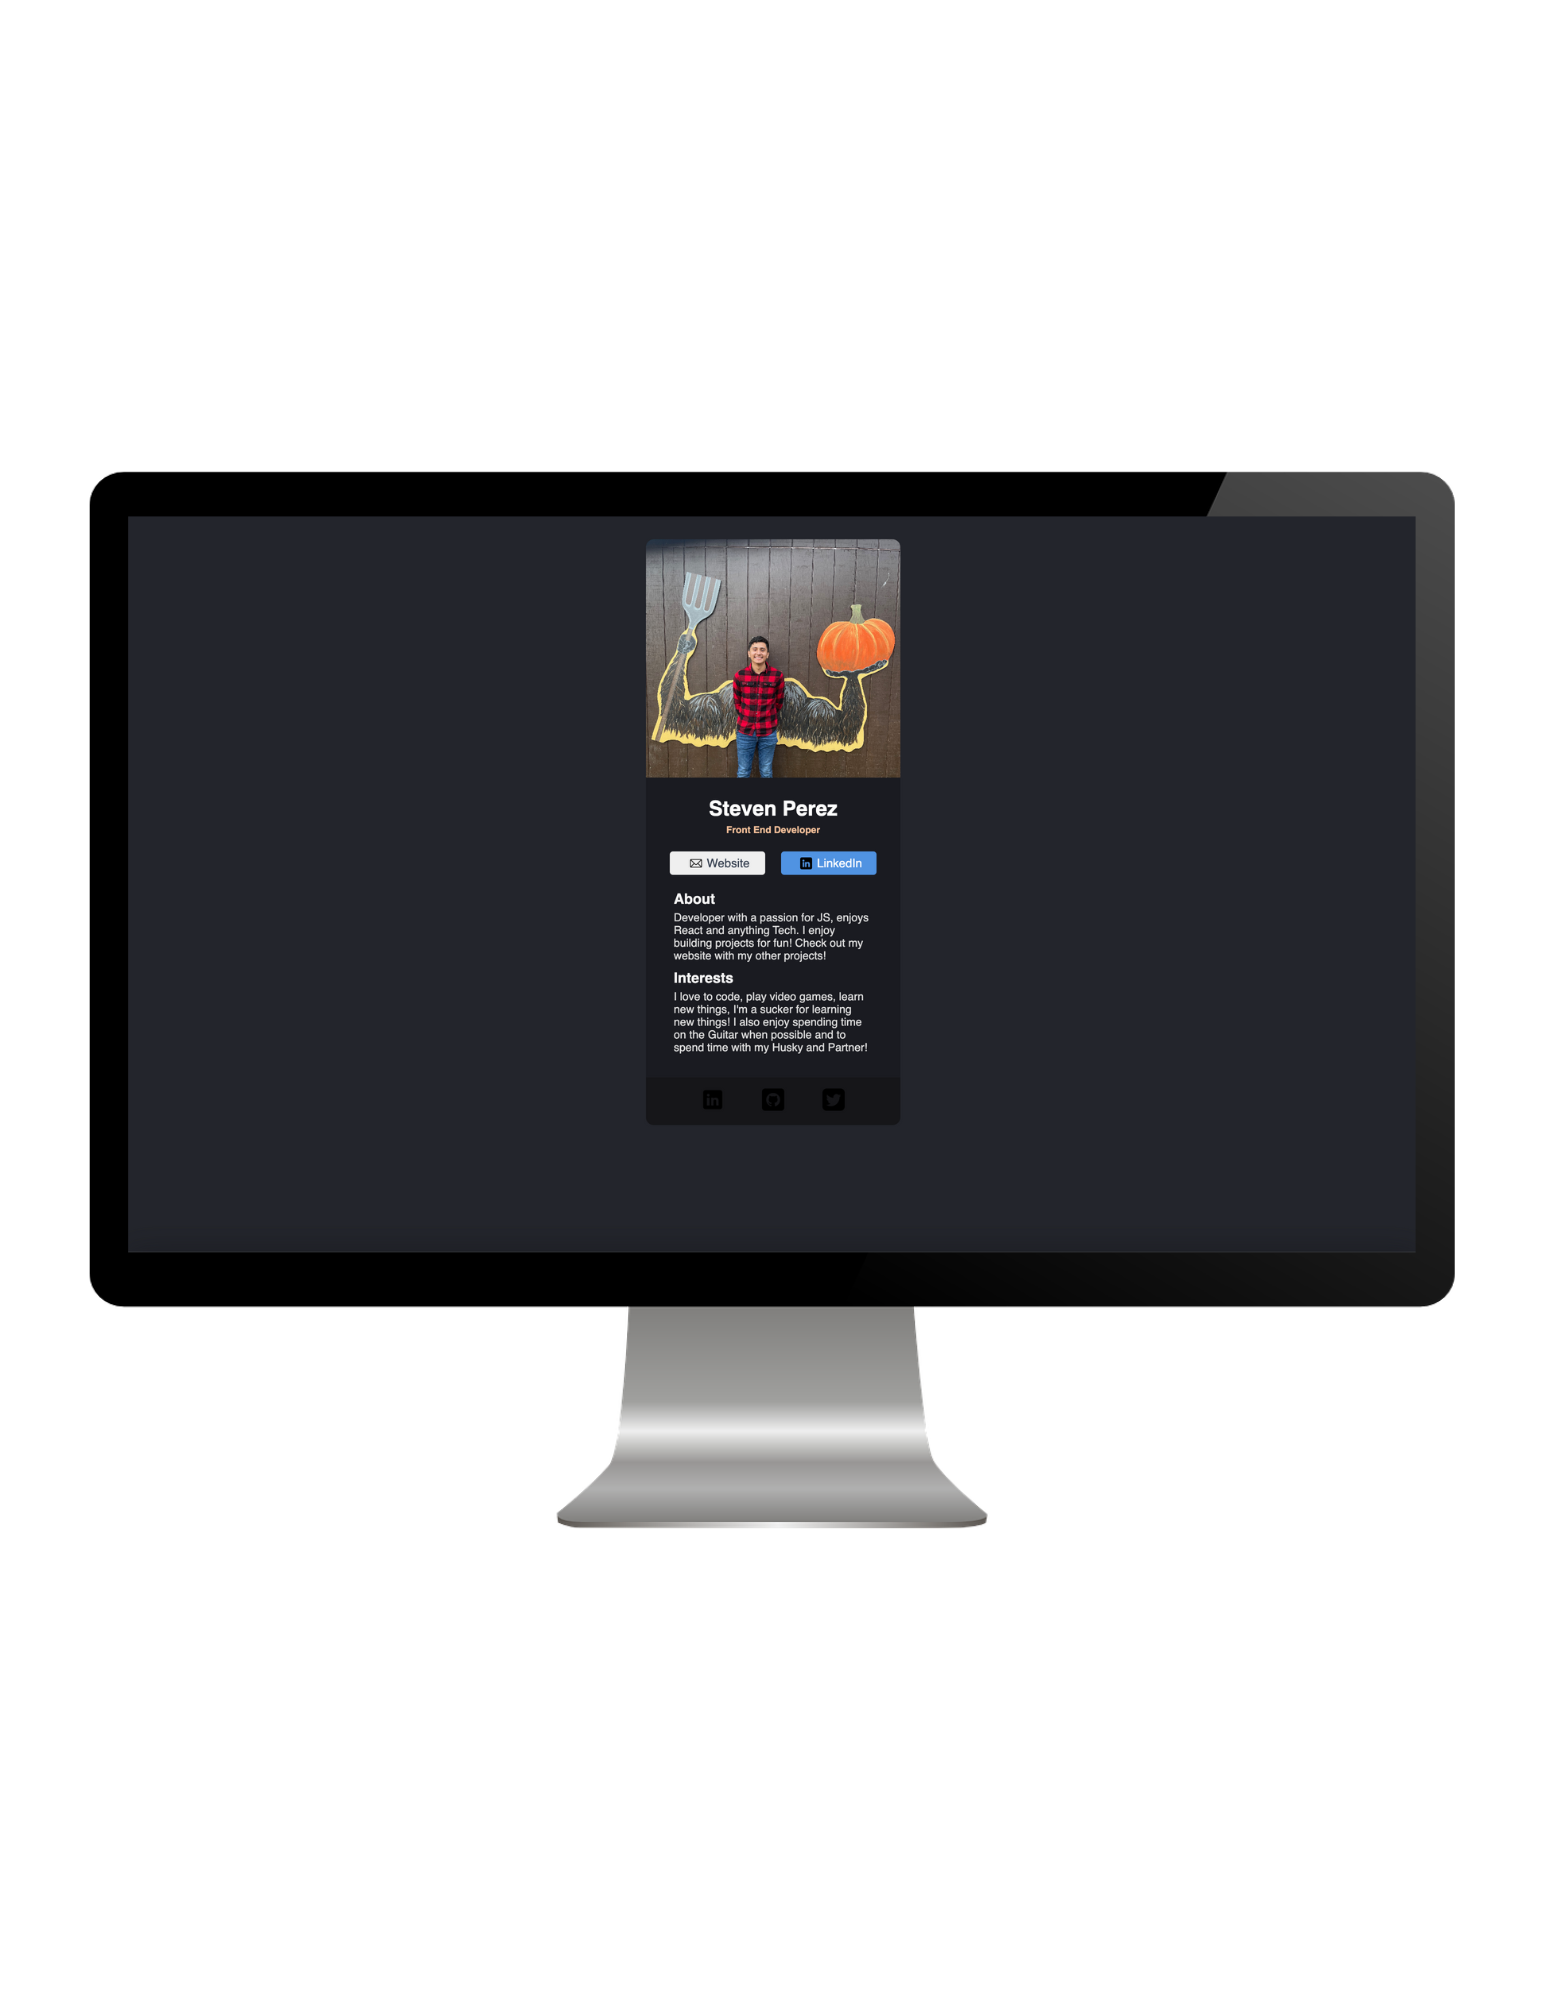 Steven Perez
Front End Developer
Website
LinkedIn
About
Developer with a passion for JS, enjoys
React and anything Tech. I enjoy
building projects for fun! Check out my
website with my other projects!
Interests
I love to code, play video games, learn
new things, I'm a sucker for learning
new things! I also enjoy spending time
on the Guitar when possible and to
spend time with my Husky and Partner!